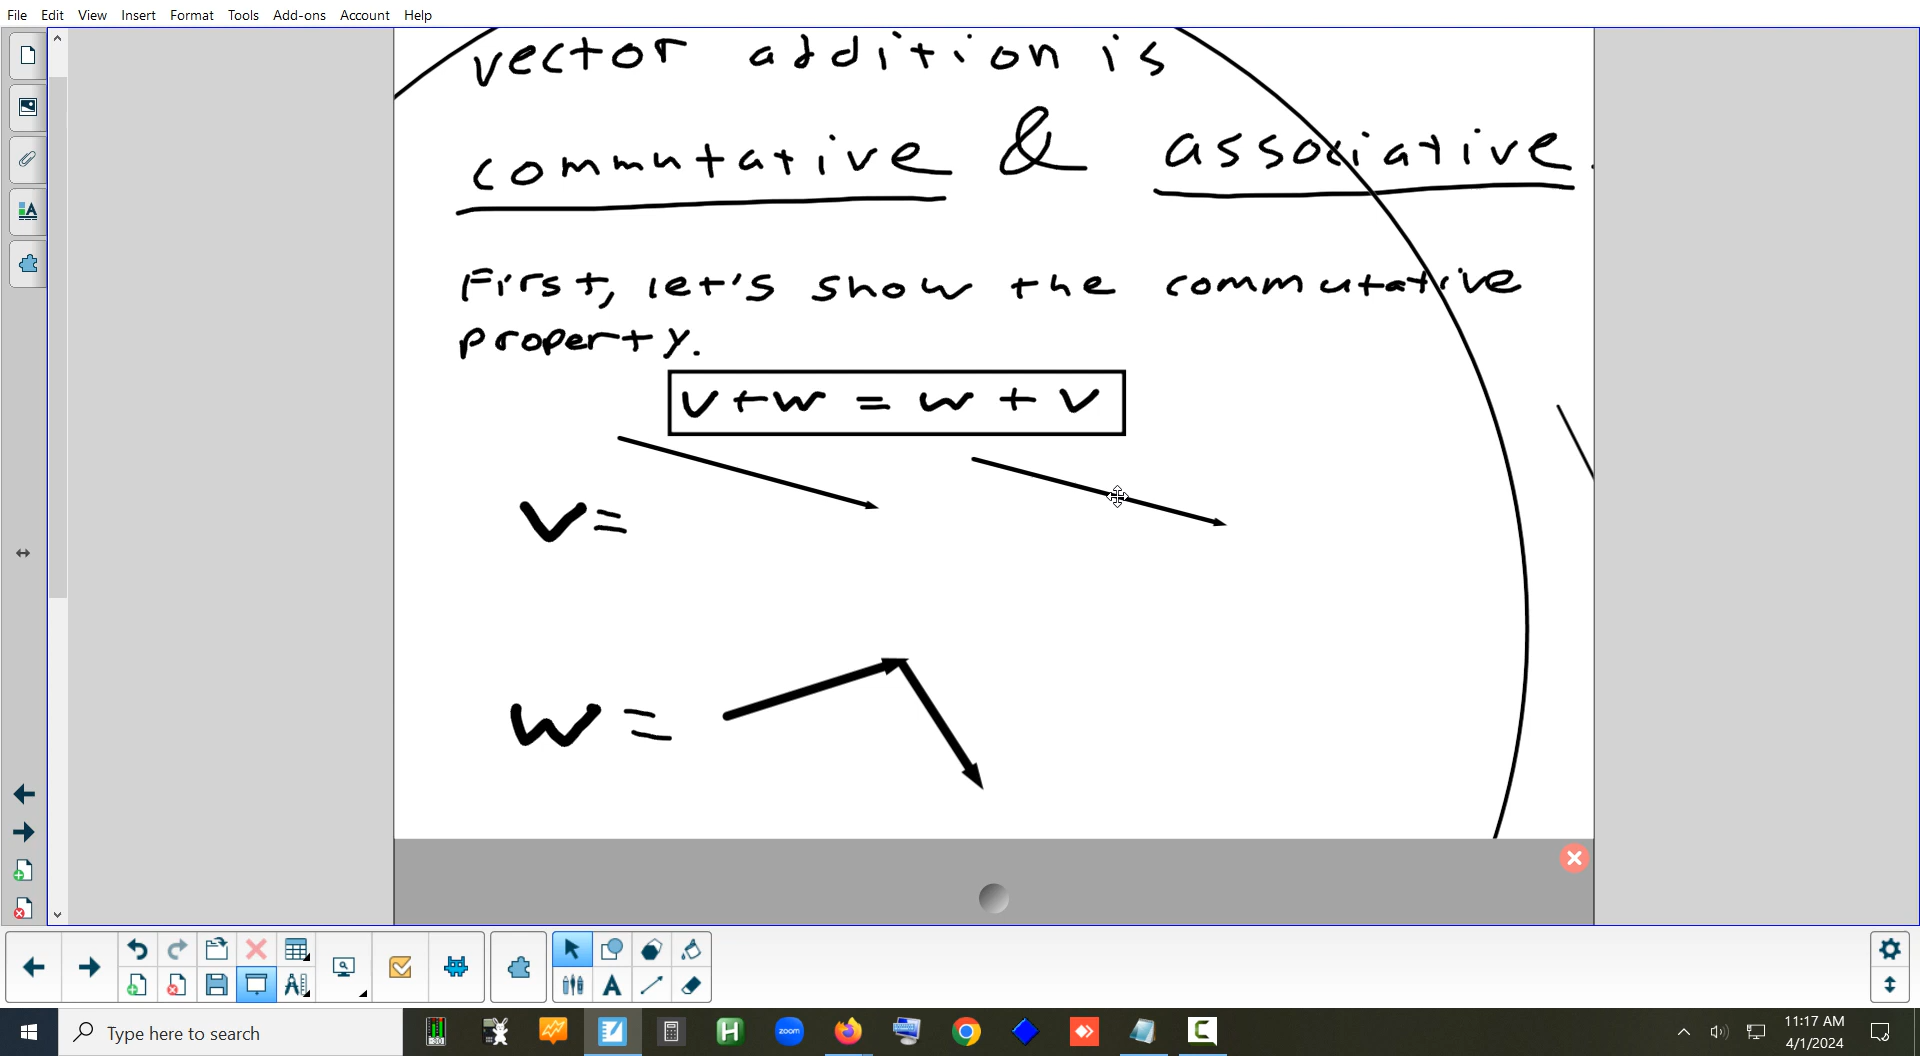 File Edit View Insert Format Tools Add-ons Account Help
vector addition is
commutative & associative.
First, let's show the commutative
property.
v+w = w + v
v=
w=
A
A
Type here to search
H
zoom
C
11:17 AM
4/1/2024